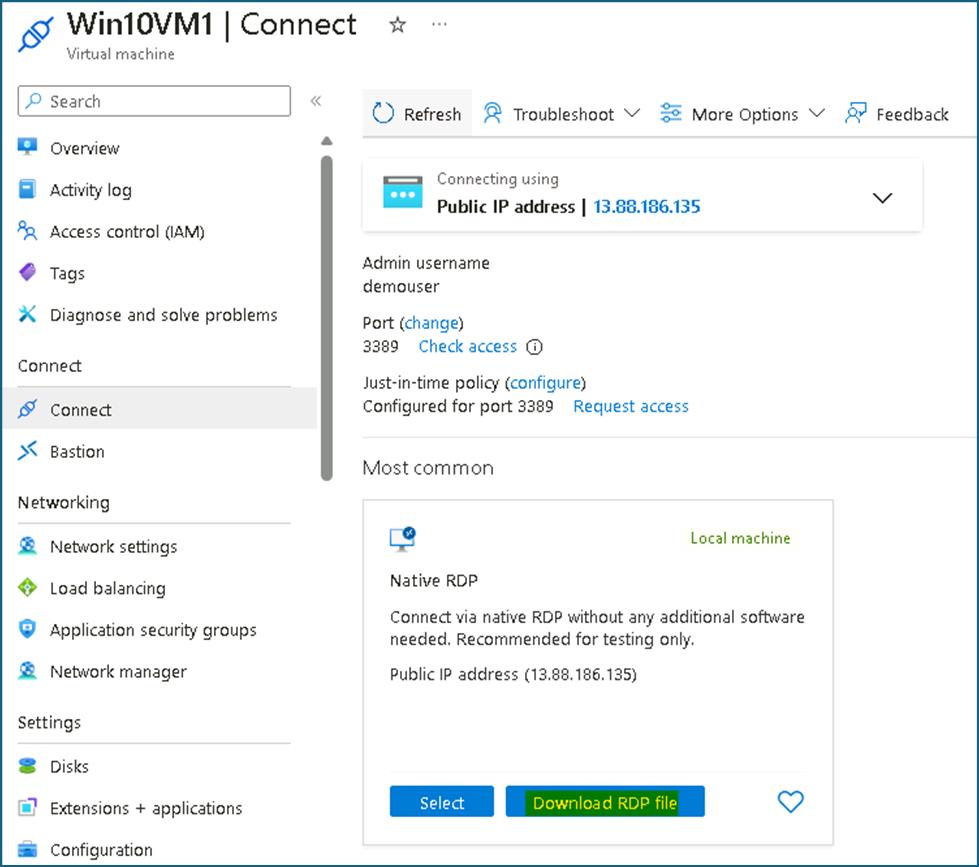 Win10VM1 | Connect
Virtual machine
Search
Overview
Activity log
Access control (IAM)
Tags
Diagnose and solve problems
Connect
Connect
Bastion
Networking
Network settings
Load balancing
Application security groups
Network manager
Settings
Disks
Extensions + applications
Configuration
Refresh
Troubleshoot
More Options
Feedback
Connecting using
Public IP address | 13.88.186.135
Admin username
demouser
Port (change)
3389 Check access
Just-in-time policy (configure)
Configured for port 3389 Request access
Most common
Local machine
Native RDP
Connect via native RDP without any additional software
needed. Recommended for testing only.
Public IP address (13.88.186.135)
Select
Download RDP file